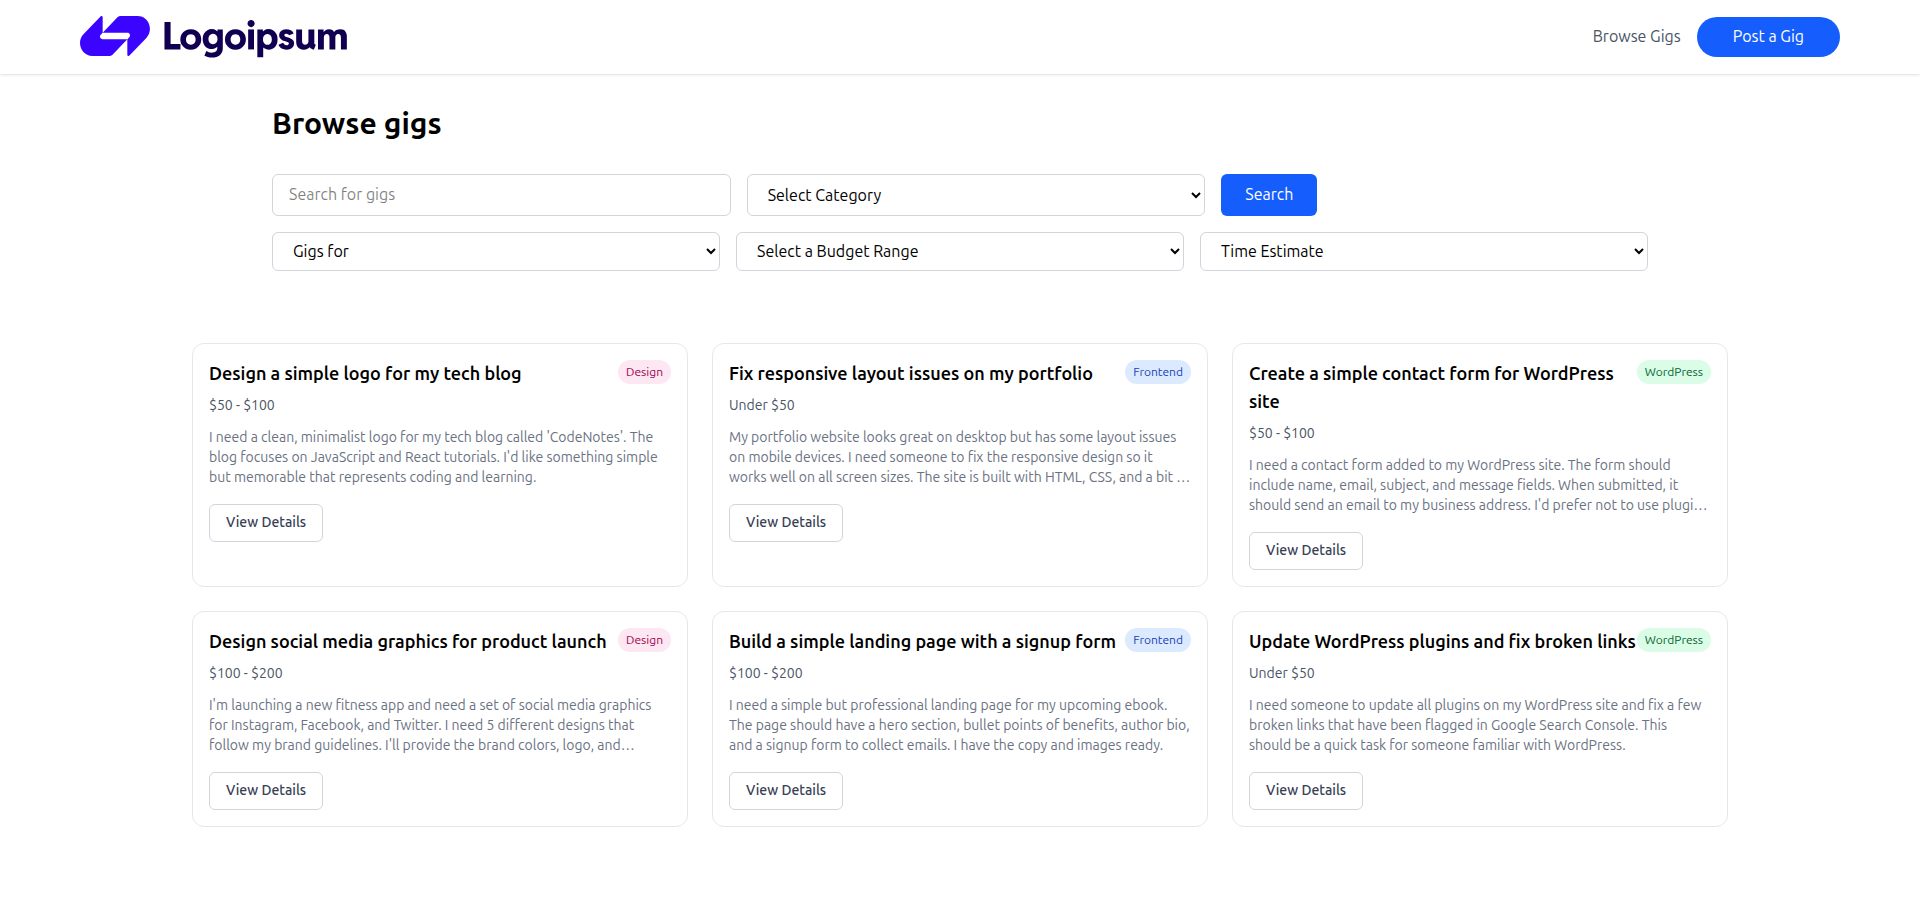 Logoipsum
Browse Gigs
Post a Gig
Browse gigs
Search for gigs
Select Category
Search
Gigs for
Select a Budget Range
Time Estimate
Design a simple logo for my tech blog
Design
$50 - $100
I need a clean, minimalist logo for my tech blog called 'CodeNotes'. The
blog focuses on JavaScript and React tutorials. I'd like something simple
but memorable that represents coding and learning.
View Details
Fix responsive layout issues on my portfolio
Frontend
Under $50
My portfolio website looks great on desktop but has some layout issues
on mobile devices. I need someone to fix the responsive design so it
works well on all screen sizes. The site is built with HTML, CSS, and a bit …
View Details
Create a simple contact form for WordPress
site
WordPress
$50 - $100
I need a contact form added to my WordPress site. The form should
include name, email, subject, and message fields. When submitted, it
should send an email to my business address. I'd prefer not to use plugi…
View Details
Design social media graphics for product launch
Design
$100 - $200
I'm launching a new fitness app and need a set of social media graphics
for Instagram, Facebook, and Twitter. I need 5 different designs that
follow my brand guidelines. I'll provide the brand colors, logo, and…
View Details
Build a simple landing page with a signup form
Frontend
$100 - $200
I need a simple but professional landing page for my upcoming ebook.
The page should have a hero section, bullet points of benefits, author bio,
and a signup form to collect emails. I have the copy and images ready.
View Details
Update WordPress plugins and fix broken links
WordPress
Under $50
I need someone to update all plugins on my WordPress site and fix a few
broken links that have been flagged in Google Search Console. This
should be a quick task for someone familiar with WordPress.
View Details